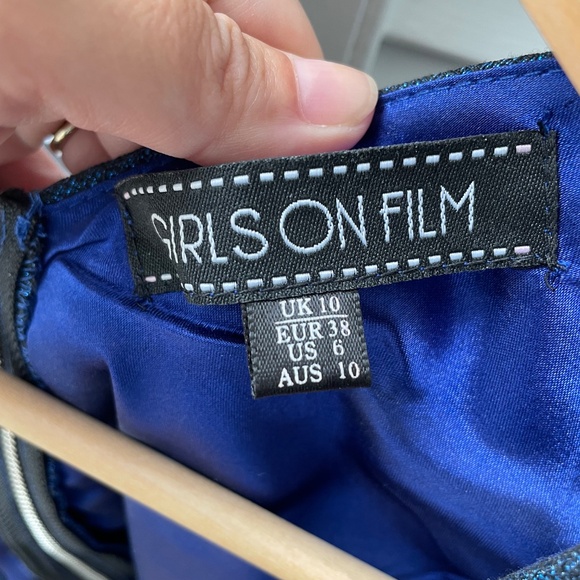 GIRLS ON FILM
UK 10
EUR 38
US 6
AUS 10